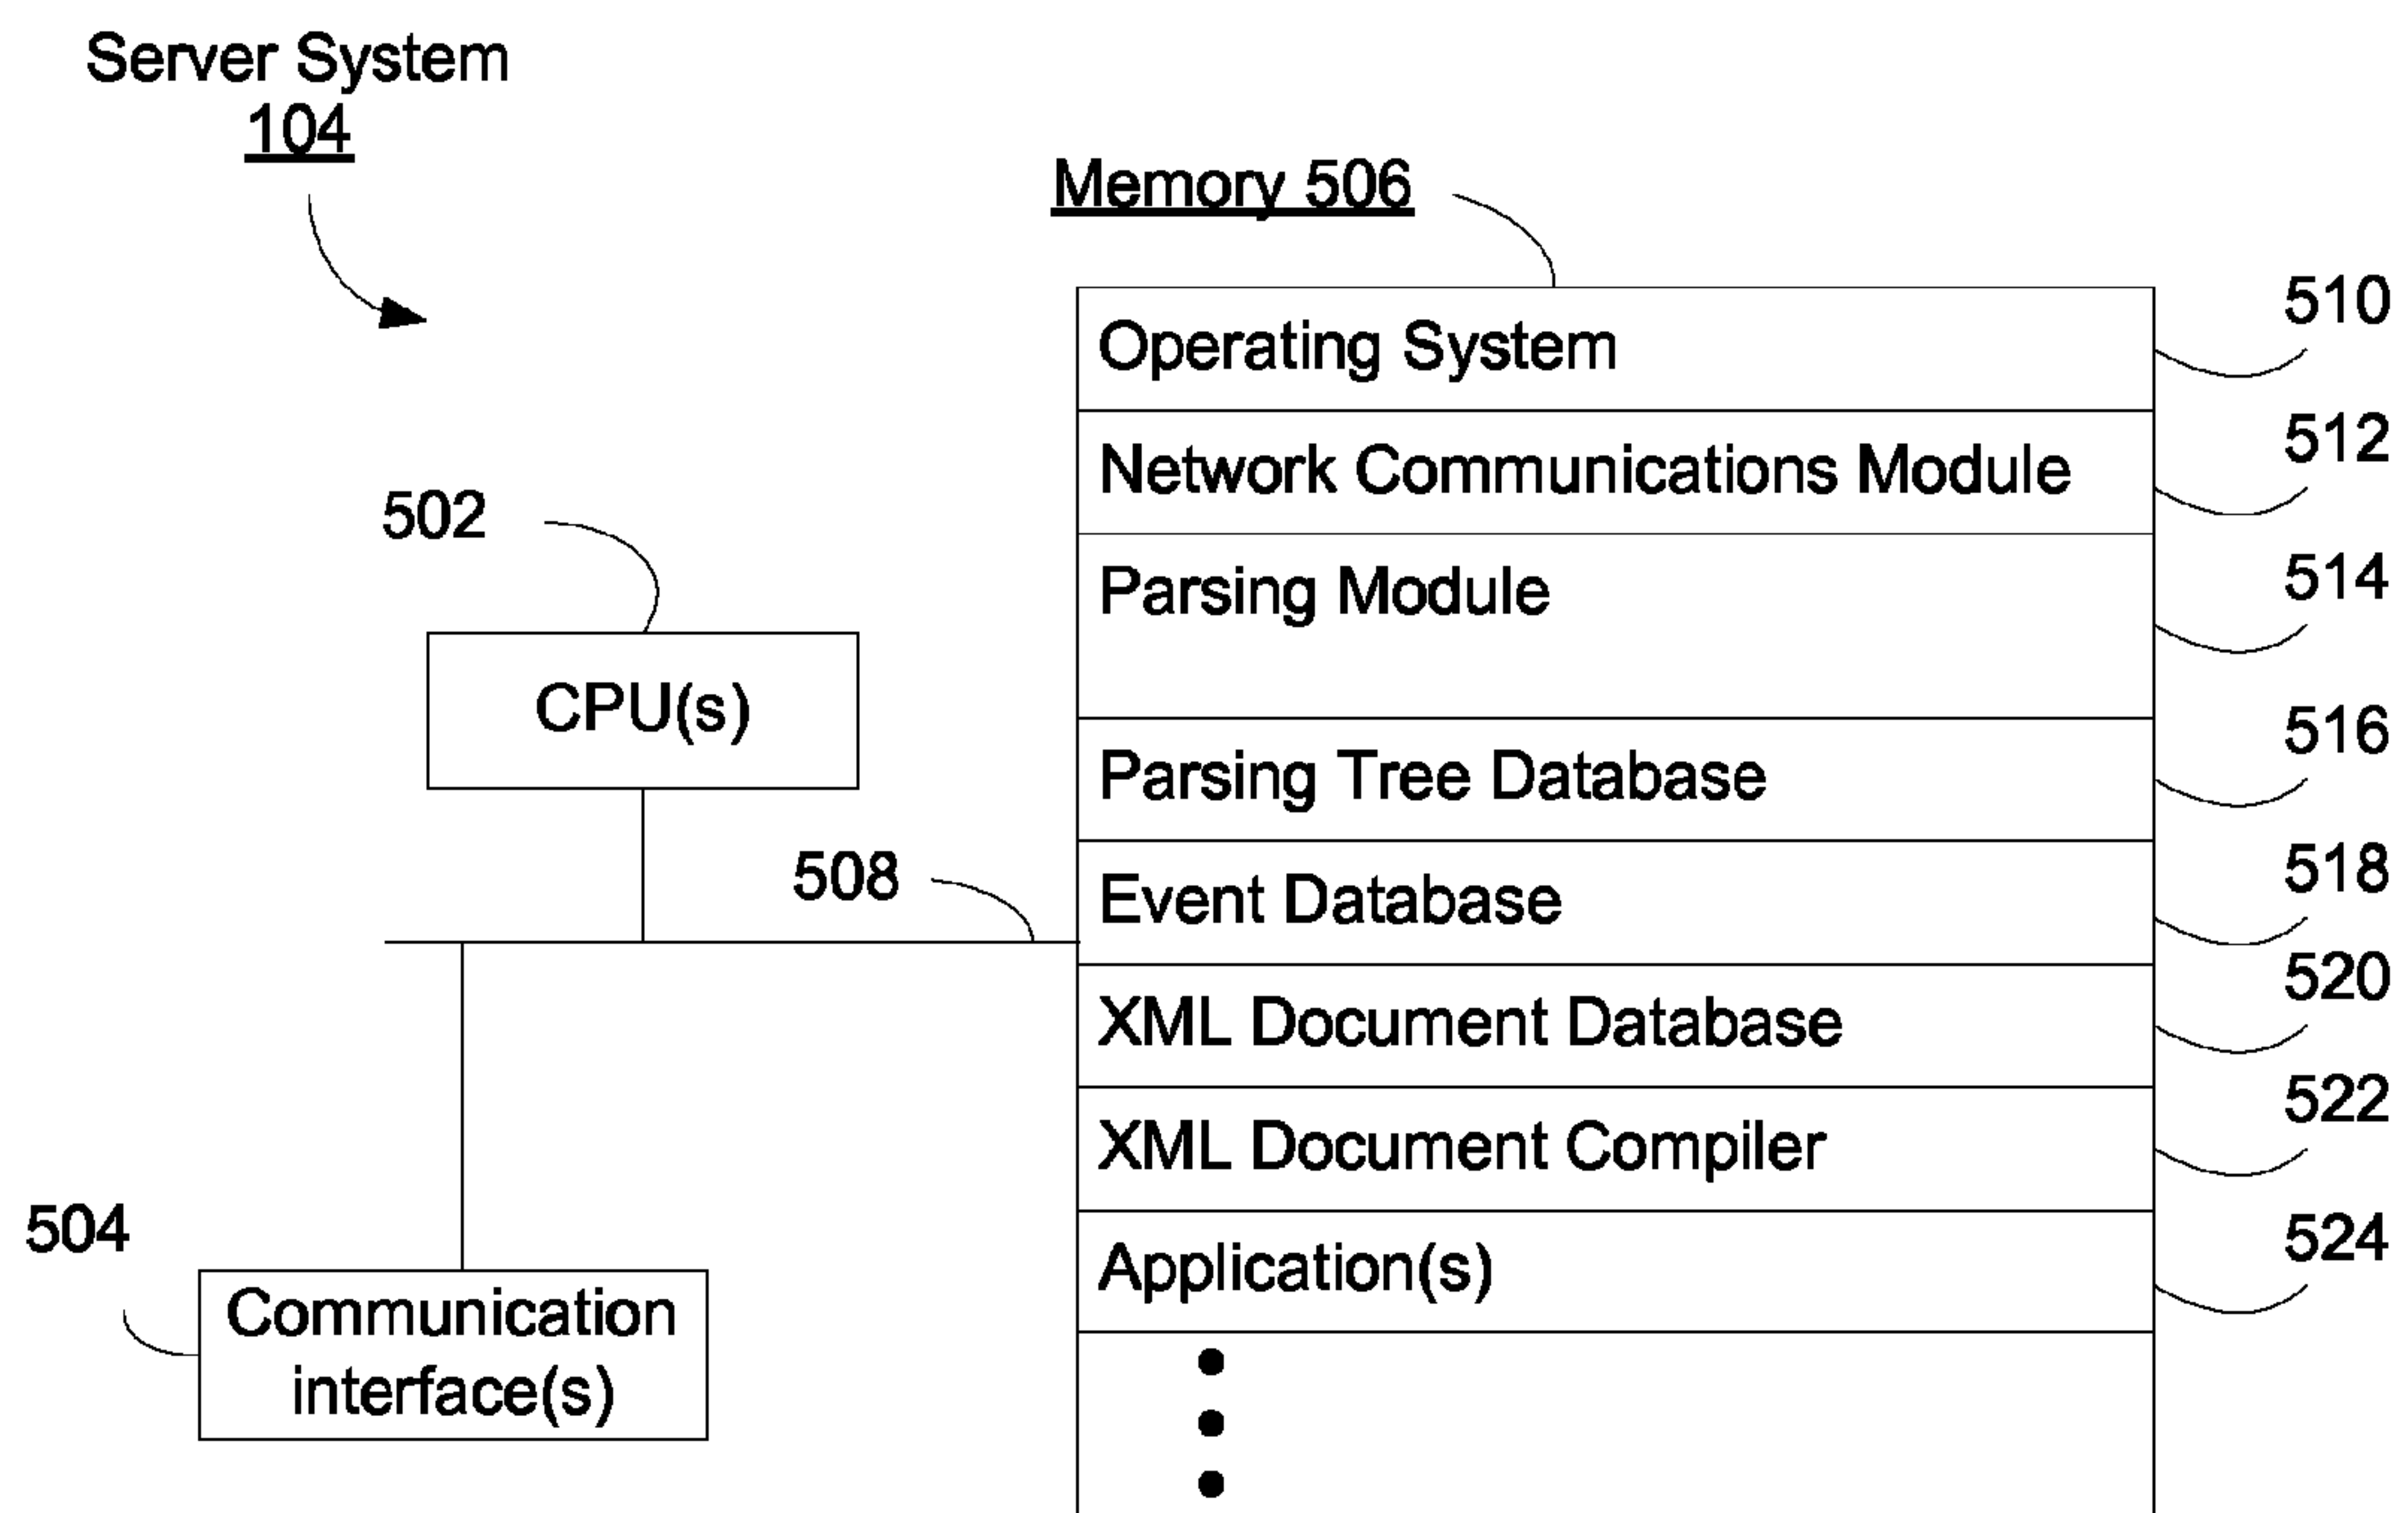 Server System
104
Memory 506
510
Operating System
512
Network Communications Module
502
514
Parsing Module
CPU(s)
516
Parsing Tree Database
508
518
Event Database
520
XML Document Database
522
XML Document Compiler
504
524
Application(s)
Communication
interface(s)